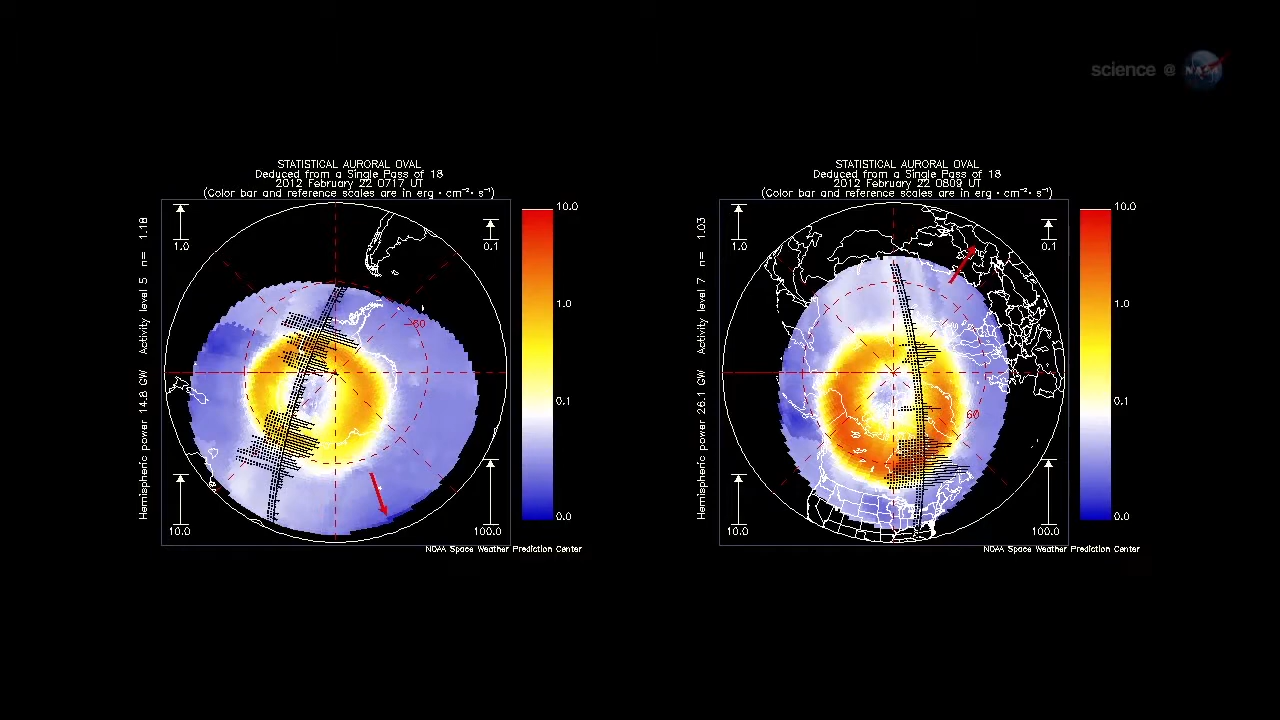 science @ NASA
STATISTICAL AURORAL OVAL
Deduced from a Single Pass of 18
2012 February 22 0717 UT
(Color bar and reference scales are in erg · cm⁻² · s⁻¹)
Hemispheric power 14.8 GW Activity level 5 n= 1.18
1.0
0.1
60
10.0
100.0
10.0
1.0
0.1
0.0
NOAA Space Weather Prediction Center
STATISTICAL AURORAL OVAL
Deduced from a Single Pass of 18
2012 February 22 0809 UT
(Color bar and reference scales are in erg · cm⁻² · s⁻¹)
Hemispheric power 26.1 GW Activity level 7 n= 1.03
1.0
0.1
60
10.0
100.0
10.0
1.0
0.1
0.0
NOAA Space Weather Prediction Center